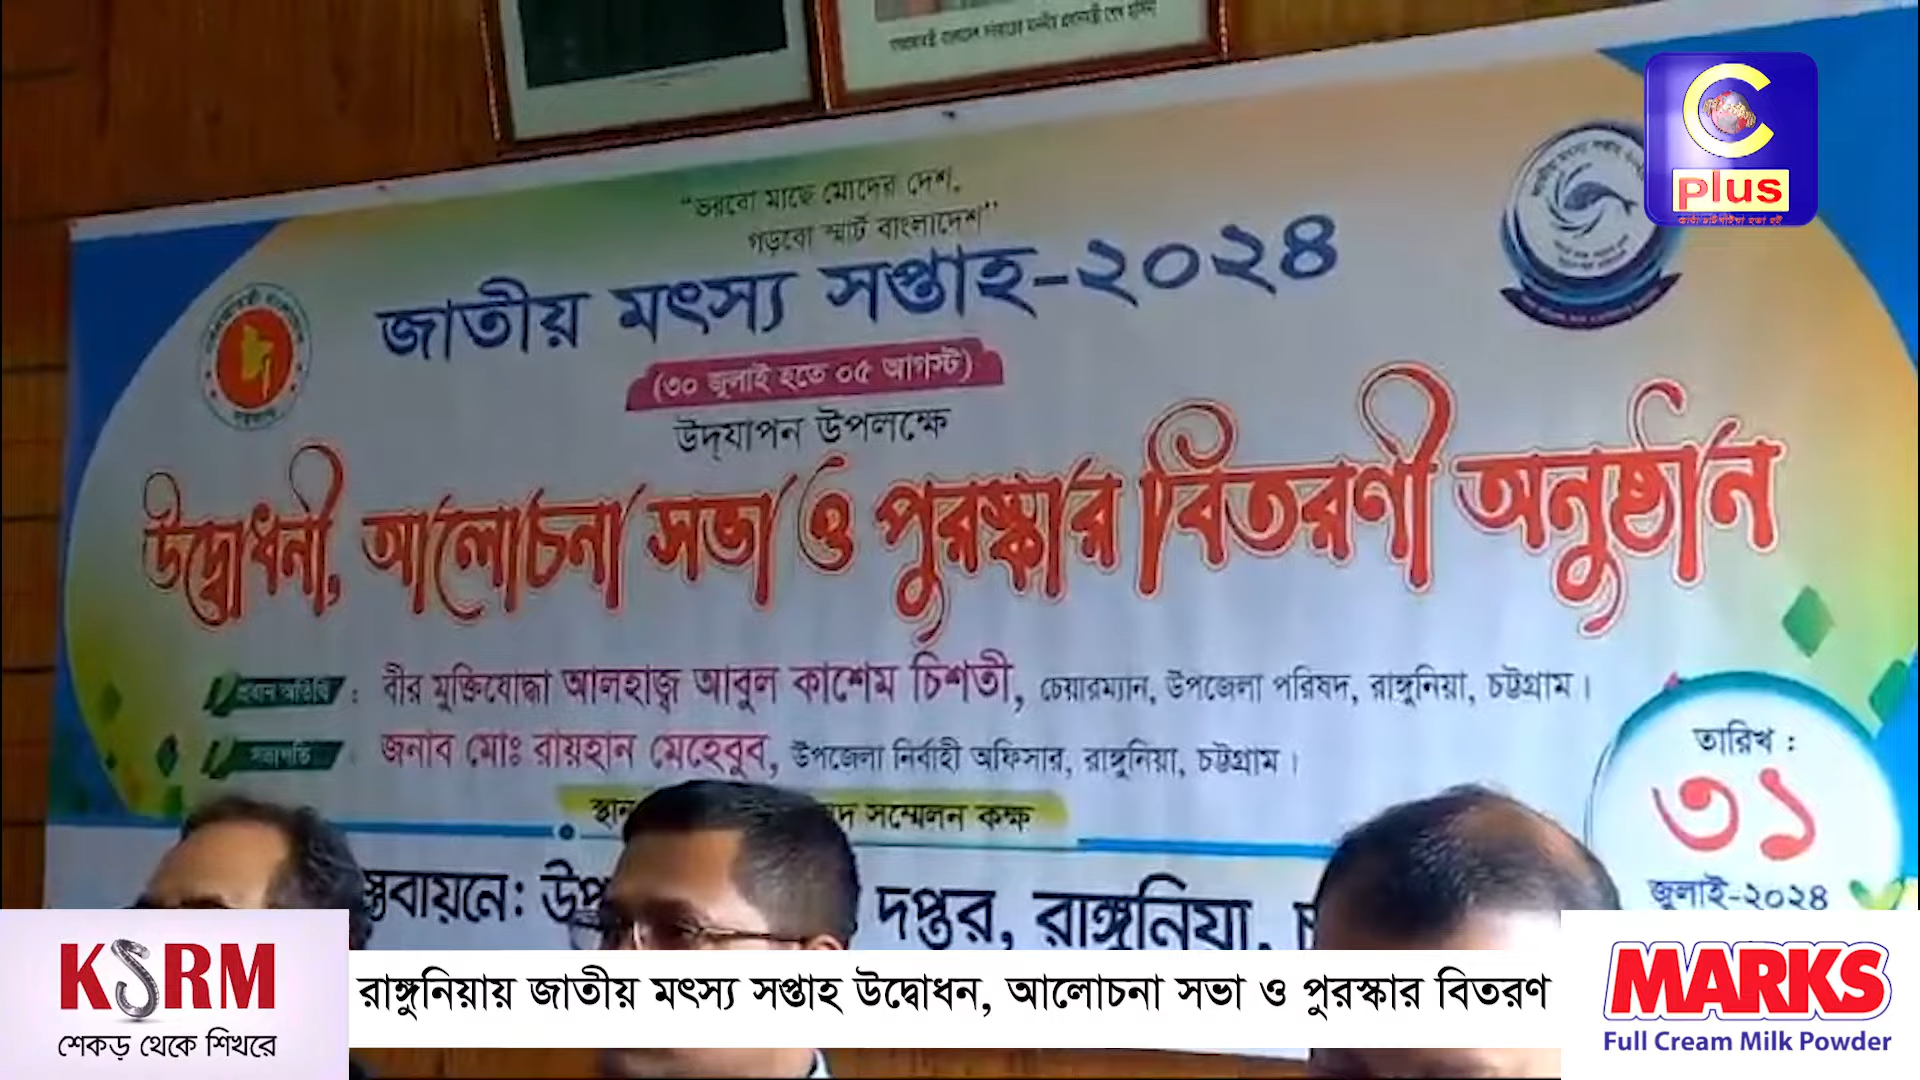 plus
“ভরবো মাছে মোদের দেশ,
গড়বো স্মার্ট বাংলাদেশ”
জাতীয় মৎস্য সপ্তাহ-২০২৪
(৩০ জুলাই হতে ০৫ আগস্ট)
উদ্‌যাপন উপলক্ষে
উদ্বোধনী, আলোচনা সভা ও পুরস্কার বিতরণী অনুষ্ঠান
: বীর মুক্তিযোদ্ধা আলহাজ্ব আবুল কাশেম চিশতী, চেয়ারম্যান, উপজেলা পরিষদ, রাঙ্গুনিয়া, চট্টগ্রাম।
সভাপতি : জনাব মোঃ রায়হান মেহেবুব, উপজেলা নির্বাহী অফিসার, রাঙ্গুনিয়া, চট্টগ্রাম।
সম্মেলন কক্ষ
তারিখ :
৩১
জুলাই-২০২৪
দপ্তর, রাঙ্গুনিয়া,
KSRM
শেকড় থেকে শিখরে
রাঙ্গুনিয়ায় জাতীয় মৎস্য সপ্তাহ উদ্বোধন, আলোচনা সভা ও পুরস্কার বিতরণ
MARKS
Full Cream Milk Powder